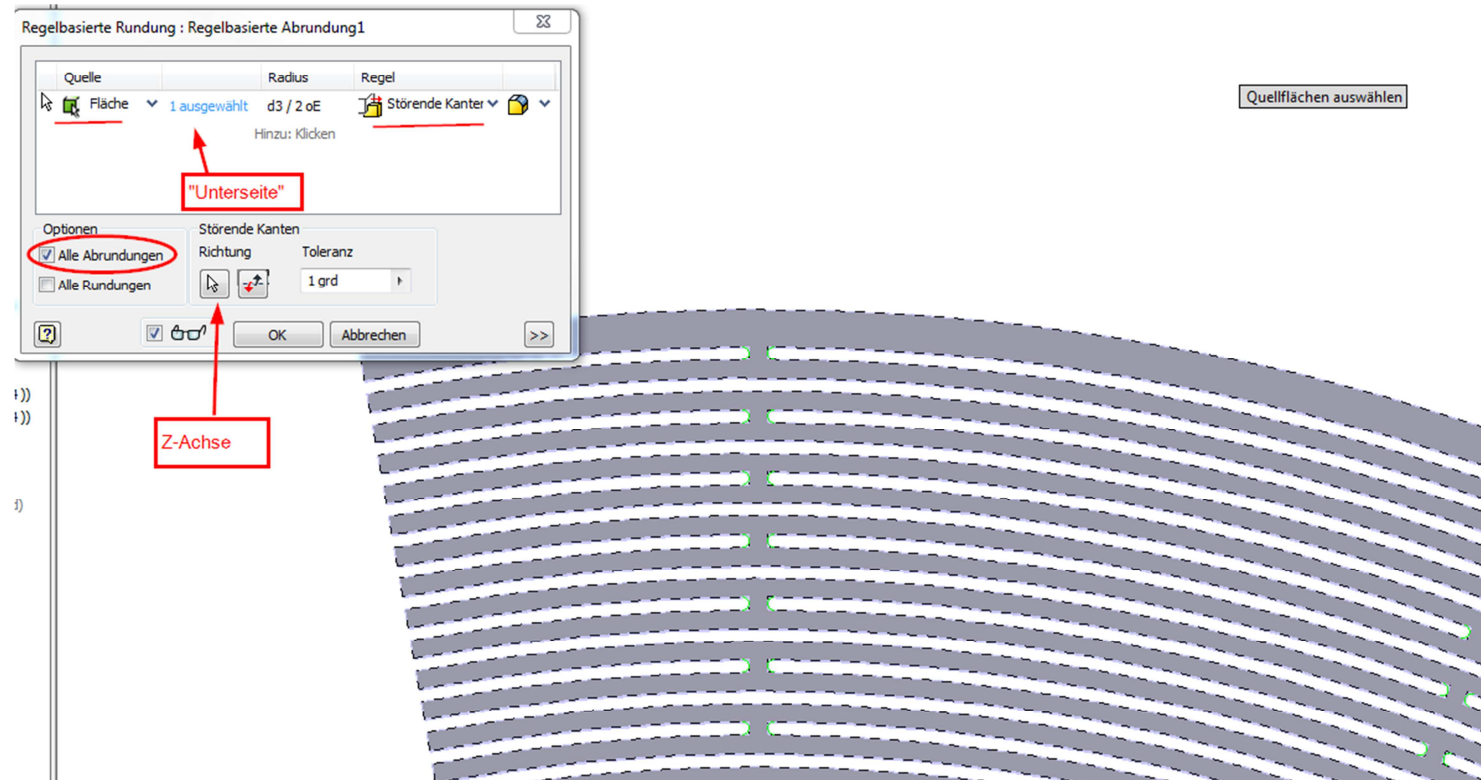 Regelbasierte Rundung : Regelbasierte Abrundung1
Quelle Radius Regel
Fläche 1 ausgewählt d3 / 2 oE Störende Kanter
Hinzu: Klicken
"Unterseite"
Quellflächen auswählen
Optionen Störende Kanten
Alle Abrundungen Richtung Toleranz
Alle Rundungen 1 grd
OK Abbrechen >>
Z-Achse